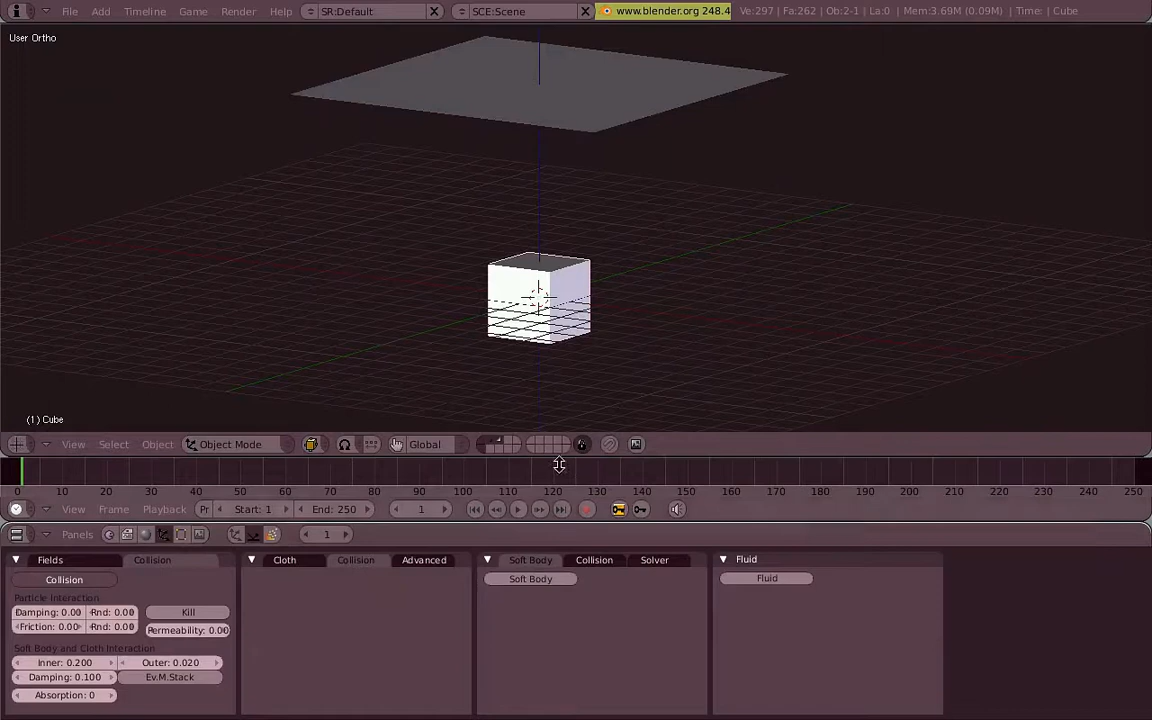 File Add Timeline Game Render Help SR:Default SCE:Scene www.blender.org 248.4 Ve:297 | Fa:262 | Ob:2-1 | La:0 | Mem:3.69M (0.09M) | Time: | Cube
User Ortho
(1) Cube
View Select Object Object Mode Global
0 10 20 30 40 50 60 70 80 90 100 110 120 130 140 150 160 170 180 190 200 210 220 230 240 250
View Frame Playback Pr Start: 1 End: 250 1
Panels 1
Fields Collision Cloth Collision Advanced Soft Body Collision Solver Fluid
Collision Soft Body Fluid
Particle Interaction
Damping: 0.00 Rnd: 0.00 Kill
Friction: 0.00 Rnd: 0.00 Permeability: 0.00
Soft Body and Cloth Interaction
Inner: 0.200 Outer: 0.020
Damping: 0.100 Ev.M.Stack
Absorption: 0